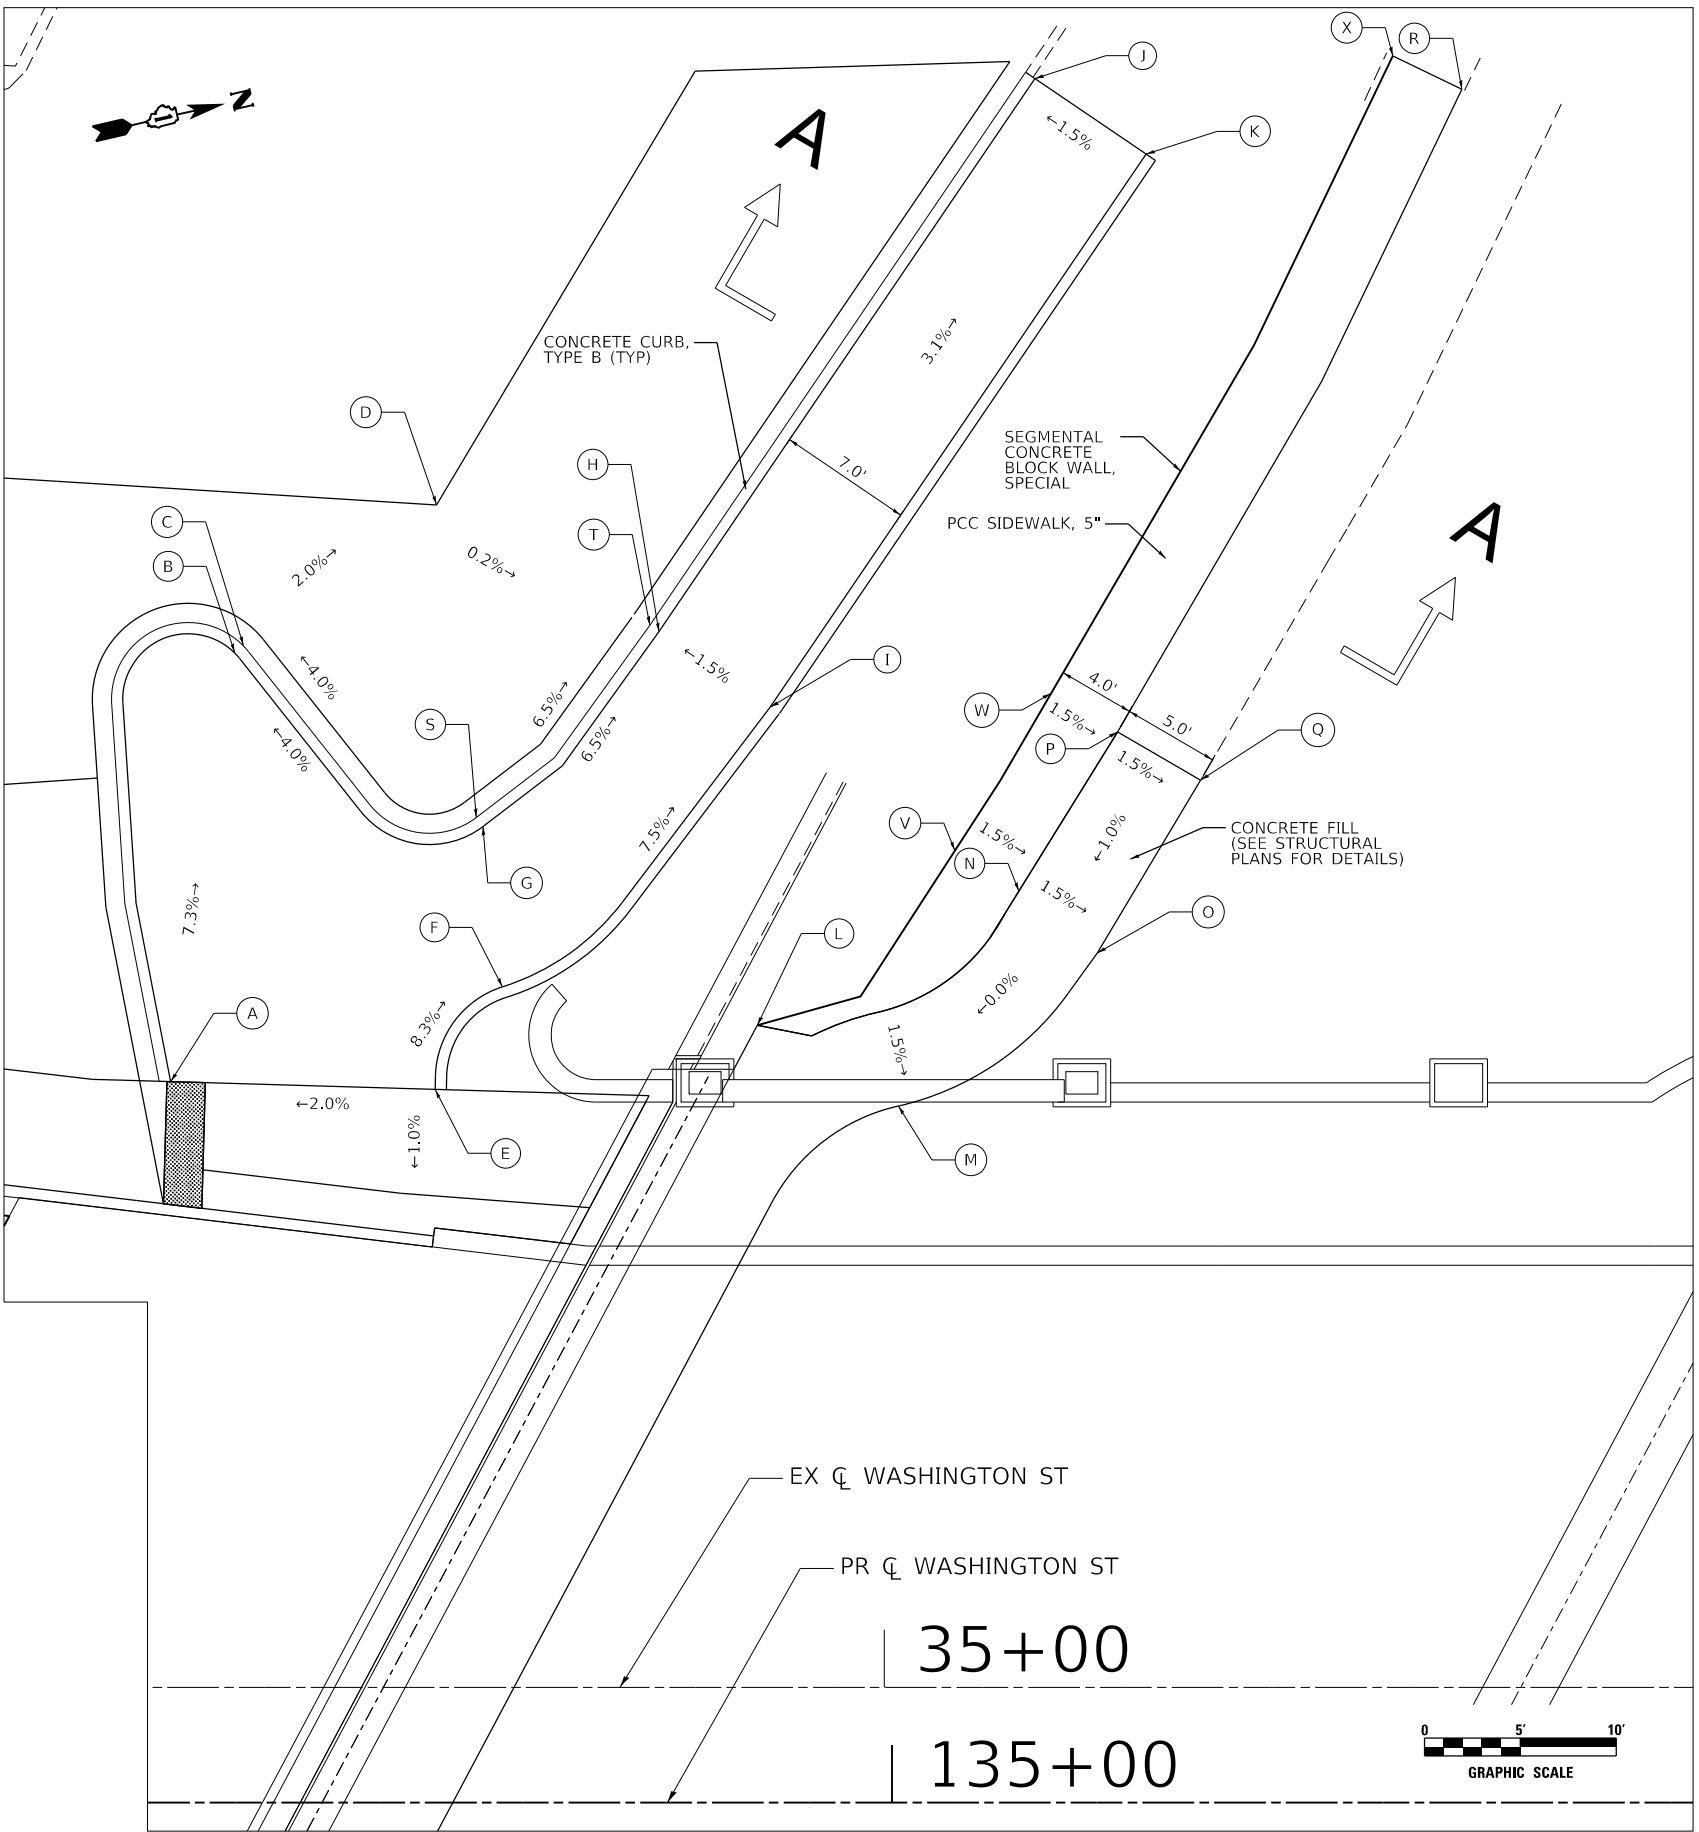 X
R
J
K
N
A
←1.5%
3.1%→
CONCRETE CURB,
TYPE B (TYP)
D
H
7.0'
SEGMENTAL
CONCRETE
BLOCK WALL,
SPECIAL
C
T
B
2.0%→
0.2%→
PCC SIDEWALK, 5"
A
←1.5%
I
←4.0%
6.5%→
4.0'
W
1.5%→
5.0'
Q
P
S
←4.0%
6.5%→
1.5%→
V
7.5%→
1.5%→
N
←1.0%
CONCRETE FILL
(SEE STRUCTURAL
PLANS FOR DETAILS)
G
1.5%→
O
7.3%→
F
L
←0.0%
A
8.3%→
1.5%→
←2.0%
←1.0%
E
M
EX ℄ WASHINGTON ST
PR ℄ WASHINGTON ST
35+00
135+00
0 5' 10'
GRAPHIC SCALE